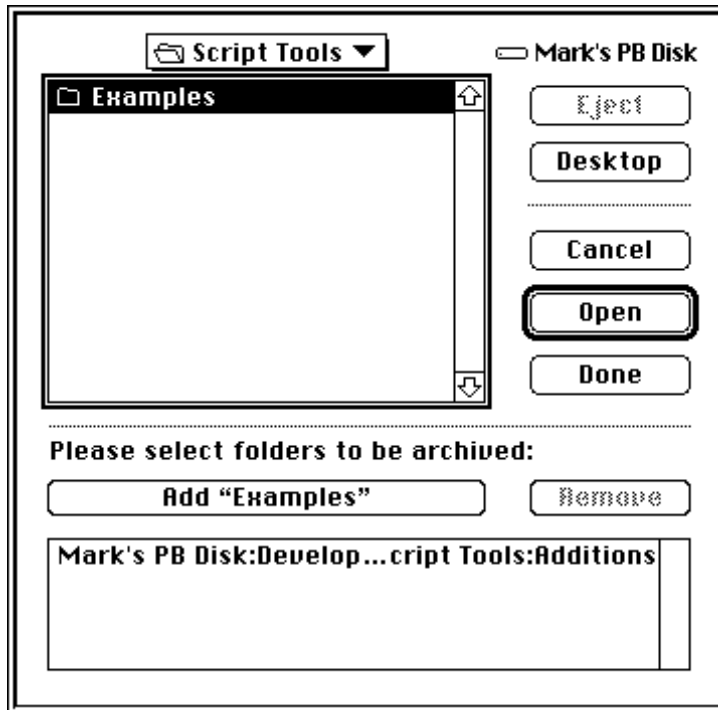 Script Tools
Mark's PB Disk
Examples
Eject
Desktop
Cancel
Open
Done
Please select folders to be archived:
Add “Examples”
Remove
Mark's PB Disk:Develop...cript Tools:Additions